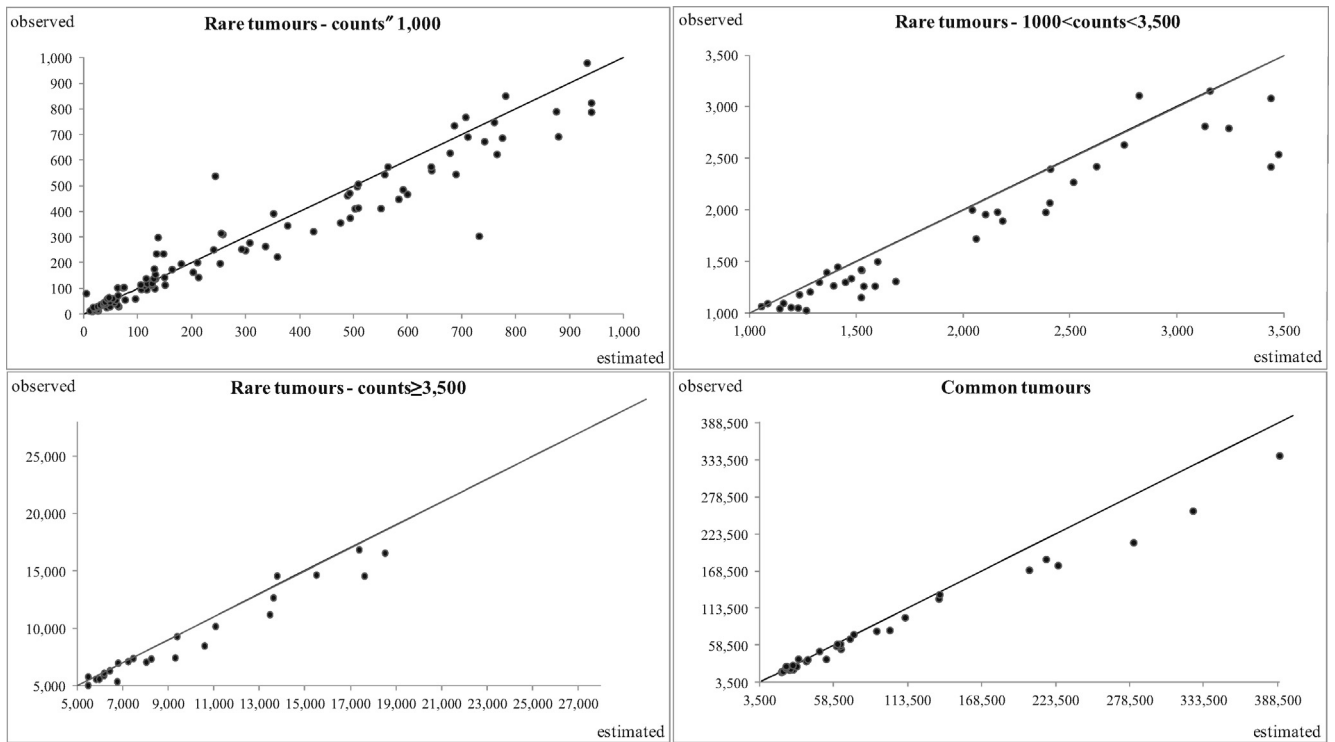 observed
Rare tumours - counts″ 1,000
1,000
900
800
700
600
500
400
300
200
100
0
0 100 200 300 400 500 600 700 800 900 1,000
estimated
observed
Rare tumours - 1000<counts<3,500
3,500
3,000
2,500
2,000
1,500
1,000
1,000 1,500 2,000 2,500 3,000 3,500
estimated
observed
Rare tumours - counts≥3,500
25,000
20,000
15,000
10,000
5,000
5,000 7,000 9,000 11,000 13,000 15,000 17,000 19,000 21,000 23,000 25,000 27,000
estimated
observed
Common tumours
388,500
333,500
278,500
223,500
168,500
113,500
58,500
3,500
3,500 58,500 113,500 168,500 223,500 278,500 333,500 388,500
estimated